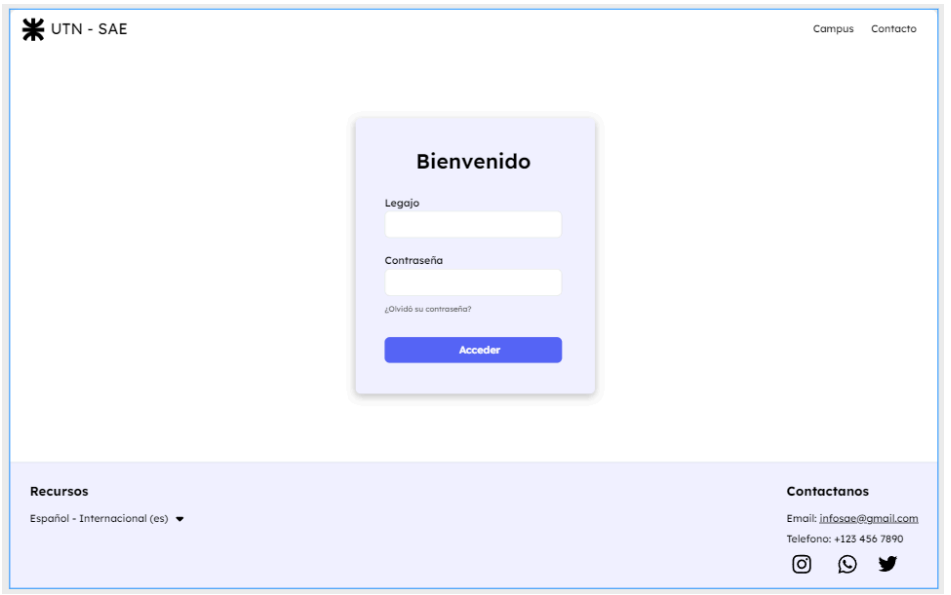 UTN - SAE
Campus Contacto
Bienvenido
Legajo
Contraseña
¿Olvidó su contraseña?
Acceder
Recursos
Español - Internacional (es)
Contactanos
Email: infosae@gmail.com
Telefono: +123 456 7890